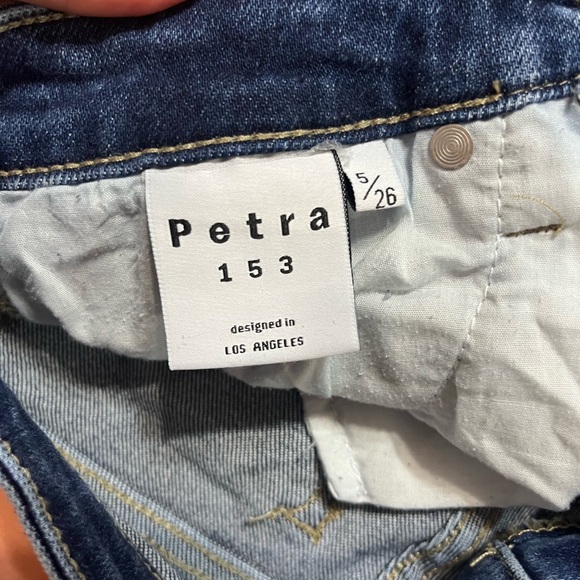 Petra
153
designed in
LOS ANGELES
5/26